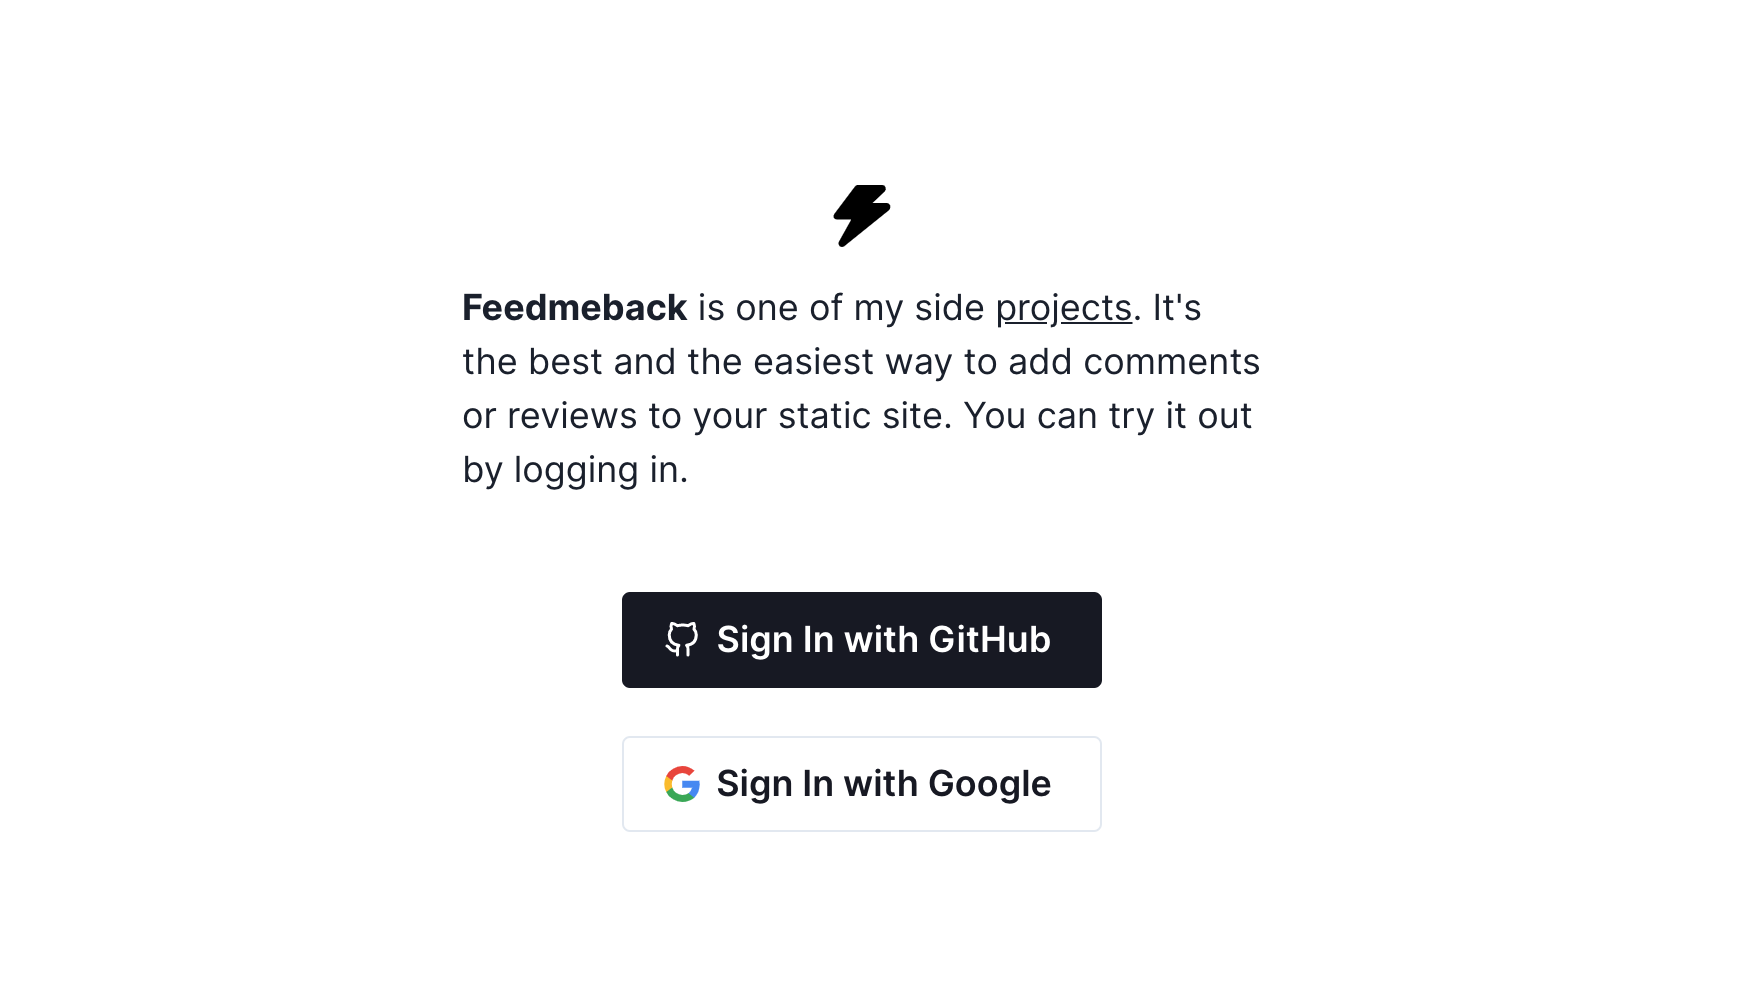 Feedmeback is one of my side projects. It's
the best and the easiest way to add comments
or reviews to your static site. You can try it out
by logging in.
Sign In with GitHub
Sign In with Google